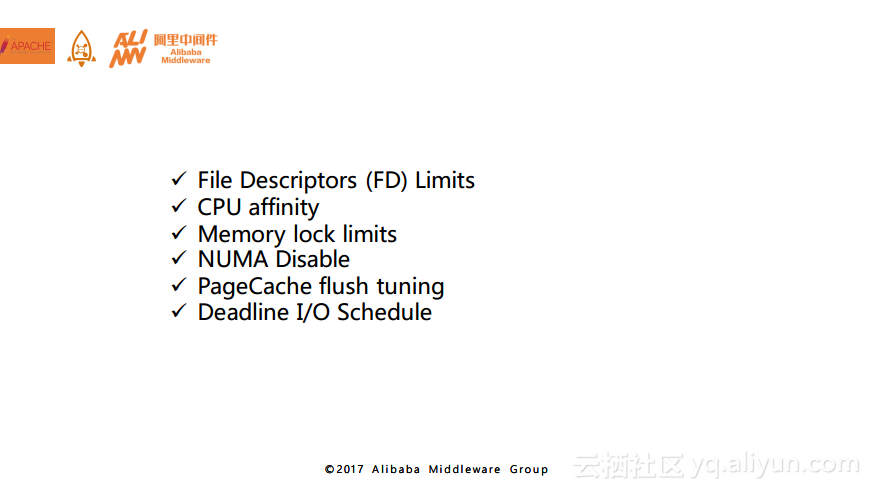 APACHE
ALI
MW
阿里中间件
Alibaba
Middleware
✓ File Descriptors (FD) Limits
✓ CPU affinity
✓ Memory lock limits
✓ NUMA Disable
✓ PageCache flush tuning
✓ Deadline I/O Schedule
©2017 Alibaba Middleware Group
云栖社区 yq.aliyun.com